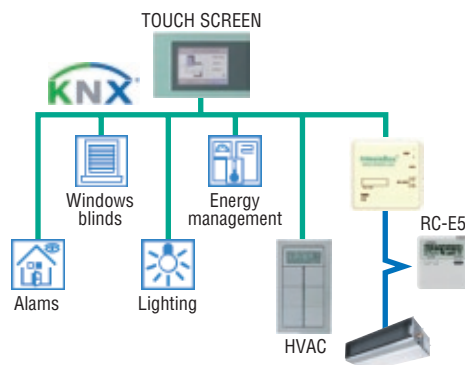 TOUCH SCREEN
KNX
Windows
blinds
Energy
management
RC-E5
Alams
Lighting
HVAC